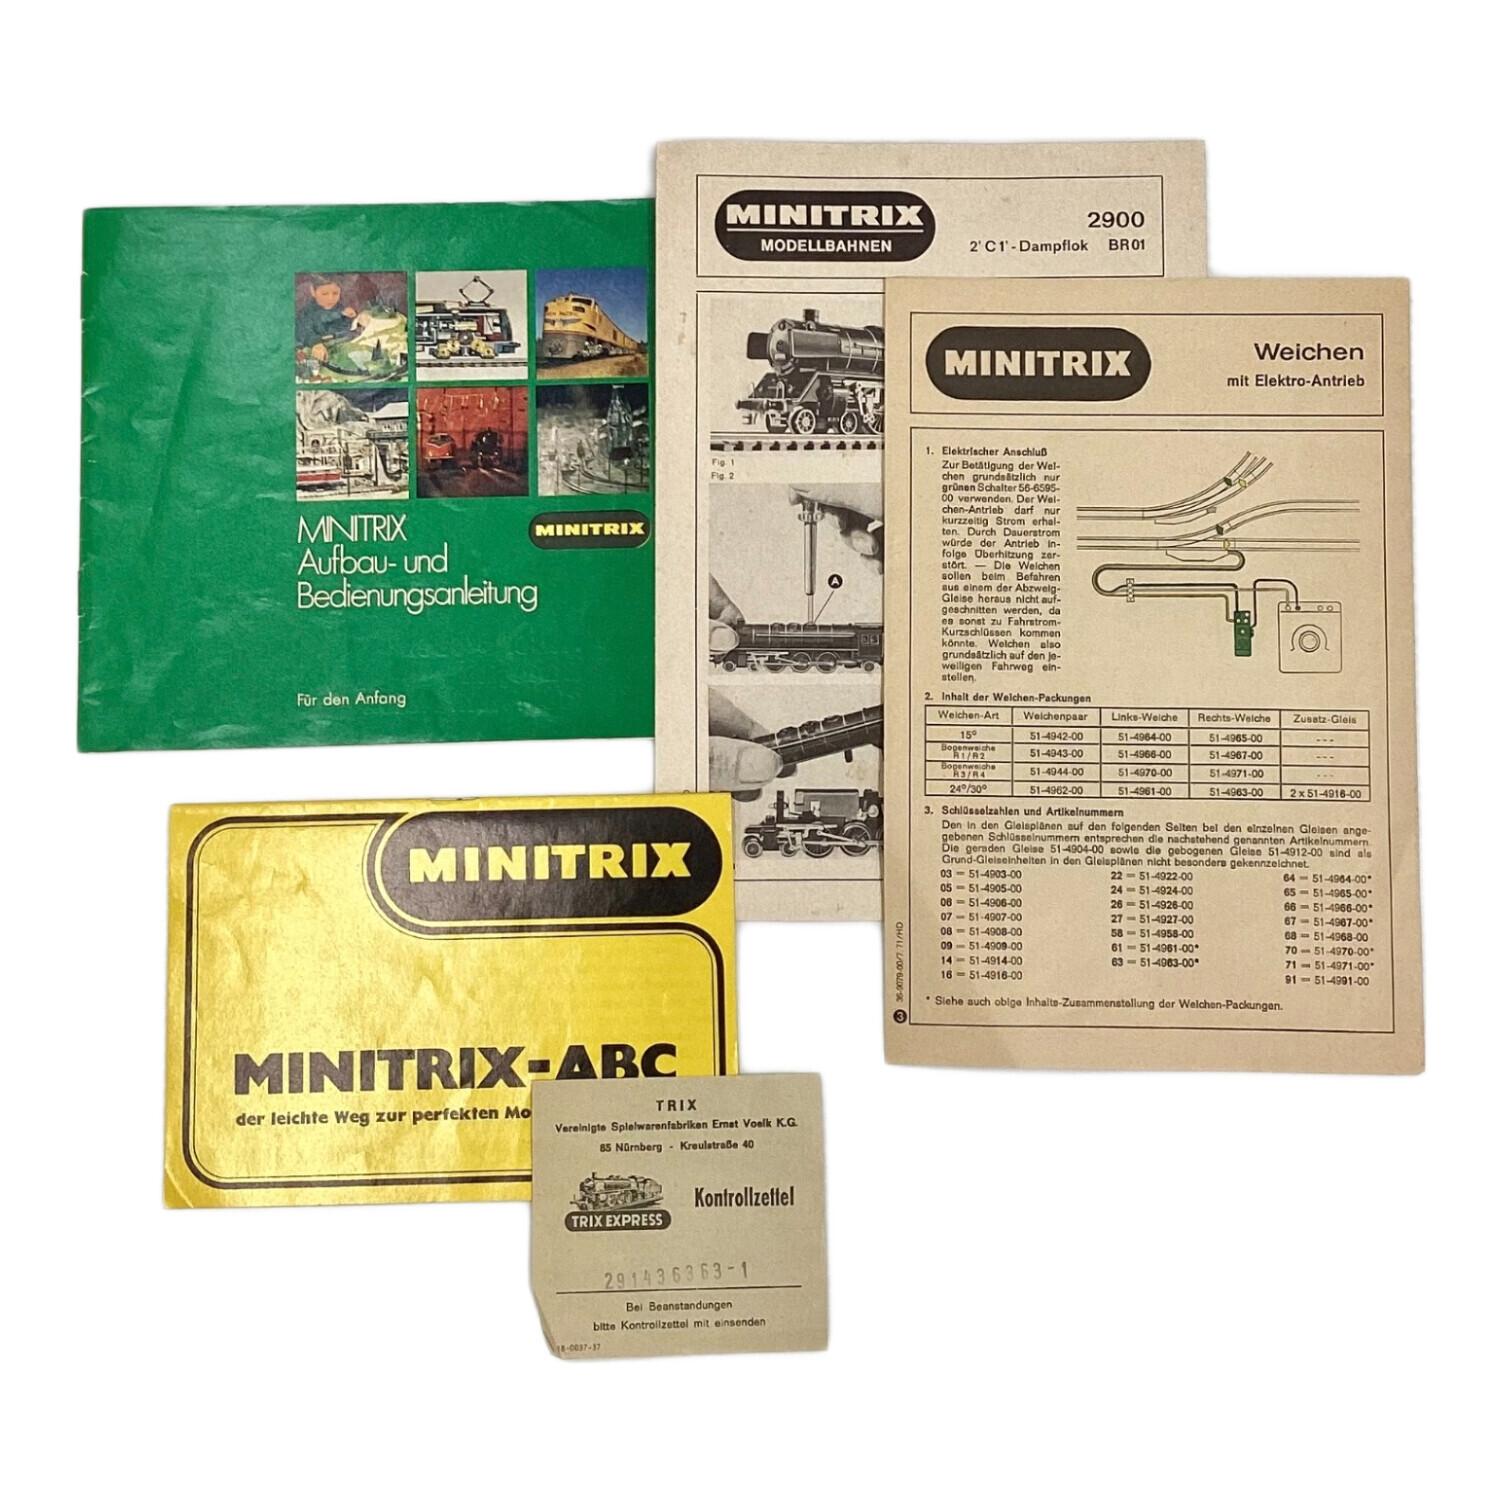 MINITRIX
Aufbau- und
Bedienungsanleitung
MINITRIX
Für den Anfang
MINITRIX
MODELLBAHNEN
2900
2'C1'-Dampflok BR01
Fig. 1
Fig. 2
A
MINITRIX
Weichen
mit Elektro-Antrieb
1. Elektrischer Anschluß
Zur Betätigung der Wei-
chen grundsätzlich nur
grünen Schalter 56-6595-
00 verwenden. Der Wei-
chen-Antrieb darf nur
kurzzeitig Strom erhal-
ten. Durch Dauerstrom
würde der Antrieb in-
folge Überhitzung zer-
stört. — Die Weichen
sollen beim Befahren
aus einem der Abzweig-
Gleise heraus nicht auf-
geschnitten werden, da
es sonst zu Fahrstrom-
Kurzschlüssen kommen
könnte. Weichen also
grundsätzlich auf den je-
weiligen Fahrweg ein-
stellen.
2. Inhalt der Weichen-Packungen
Weichen-Art Weichenpaar Links-Weiche Rechts-Weiche Zusatz-Gleis
15° 51-4942-00 51-4964-00 51-4965-00 ---
Bogenweiche
R1/R2 51-4943-00 51-4966-00 51-4967-00 ---
Bogenweiche
R3/R4 51-4944-00 51-4970-00 51-4971-00 ---
24°/30° 51-4962-00 51-4961-00 51-4963-00 2 x 51-4916-00
3. Schlüsselzahlen und Artikelnummern
Den in den Gleisplänen auf den folgenden Seiten bei den einzelnen Gleisen ange-
gebenen Schlüsselnummern entsprechen die nachstehend genannten Artikelnummern.
Die geraden Gleise 51-4904-00 sowie die gebogenen Gleise 51-4912-00 sind als
Grund-Gleiseinheiten in den Gleisplänen nicht besonders gekennzeichnet.
03 = 51-4903-00
05 = 51-4905-00
06 = 51-4906-00
07 = 51-4907-00
08 = 51-4908-00
09 = 51-4909-00
14 = 51-4914-00
16 = 51-4916-00
22 = 51-4922-00
24 = 51-4924-00
26 = 51-4926-00
27 = 51-4927-00
58 = 51-4958-00
61 = 51-4961-00*
63 = 51-4963-00*
64 = 51-4964-00*
65 = 51-4965-00*
66 = 51-4966-00*
67 = 51-4967-00*
68 = 51-4968-00
70 = 51-4970-00*
71 = 51-4971-00*
91 = 51-4991-00
* Siehe auch obige Inhalts-Zusammenstellung der Weichen-Packungen.
3 36-9079-00/7.71/HD
MINITRIX
MINITRIX-ABC
der leichte Weg zur perfekten Mo
TRIX
Vereinigte Spielwarenfabriken Ernst Voelk K.G.
85 Nürnberg - Kreulstraße 40
TRIX EXPRESS
Kontrollzettel
291436363-1
Bei Beanstandungen
bitte Kontrollzettel mit einsenden
18-0037-37